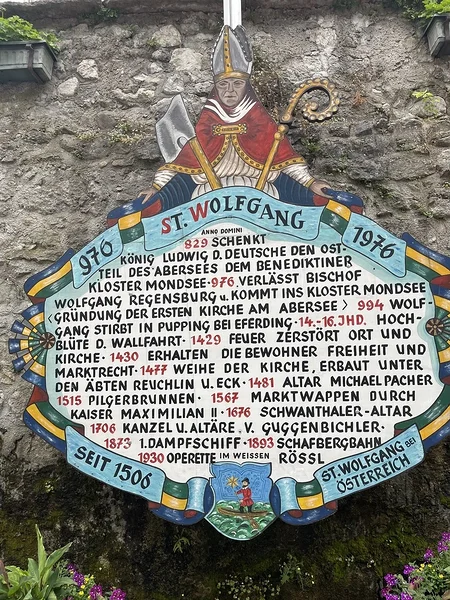 976
ST. WOLFGANG
1976
ANNO DOMINI
829 SCHENKT
KÖNIG LUDWIG D. DEUTSCHE DEN OST-
TEIL DES ABERSEES DEM BENEDIKTINER
KLOSTER MONDSEE·976 VERLÄSST BISCHOF
WOLFGANG REGENSBURG u. KOMMT INS KLOSTER MONDSEE
<GRÜNDUNG DER ERSTEN KIRCHE AM ABERSEE> 994 WOLF-
GANG STIRBT IN PUPPING BEI EFERDING·14.-16.JHD. HOCH-
BLÜTE D. WALLFAHRT·1429 FEUER ZERSTÖRT ORT UND
KIRCHE·1430 ERHALTEN DIE BEWOHNER FREIHEIT UND
MARKTRECHT·1477 WEIHE DER KIRCHE, ERBAUT UNTER
DEN ÄBTEN REUCHLIN U. ECK·1481 ALTAR MICHAEL PACHER
1515 PILGERBRUNNEN· 1567 MARKTWAPPEN DURCH
KAISER MAXIMILIAN II·1676 SCHWANTHALER-ALTAR
1706 KANZEL U. ALTÄRE. V. GUGGENBICHLER·
1873 1. DAMPFSCHIFF·1893 SCHAFBERGBAHN
1930 OPERETTE IM WEISSEN RÖSSL
SEIT 1506
ST. WOLFGANG BEI
ÖSTERREICH